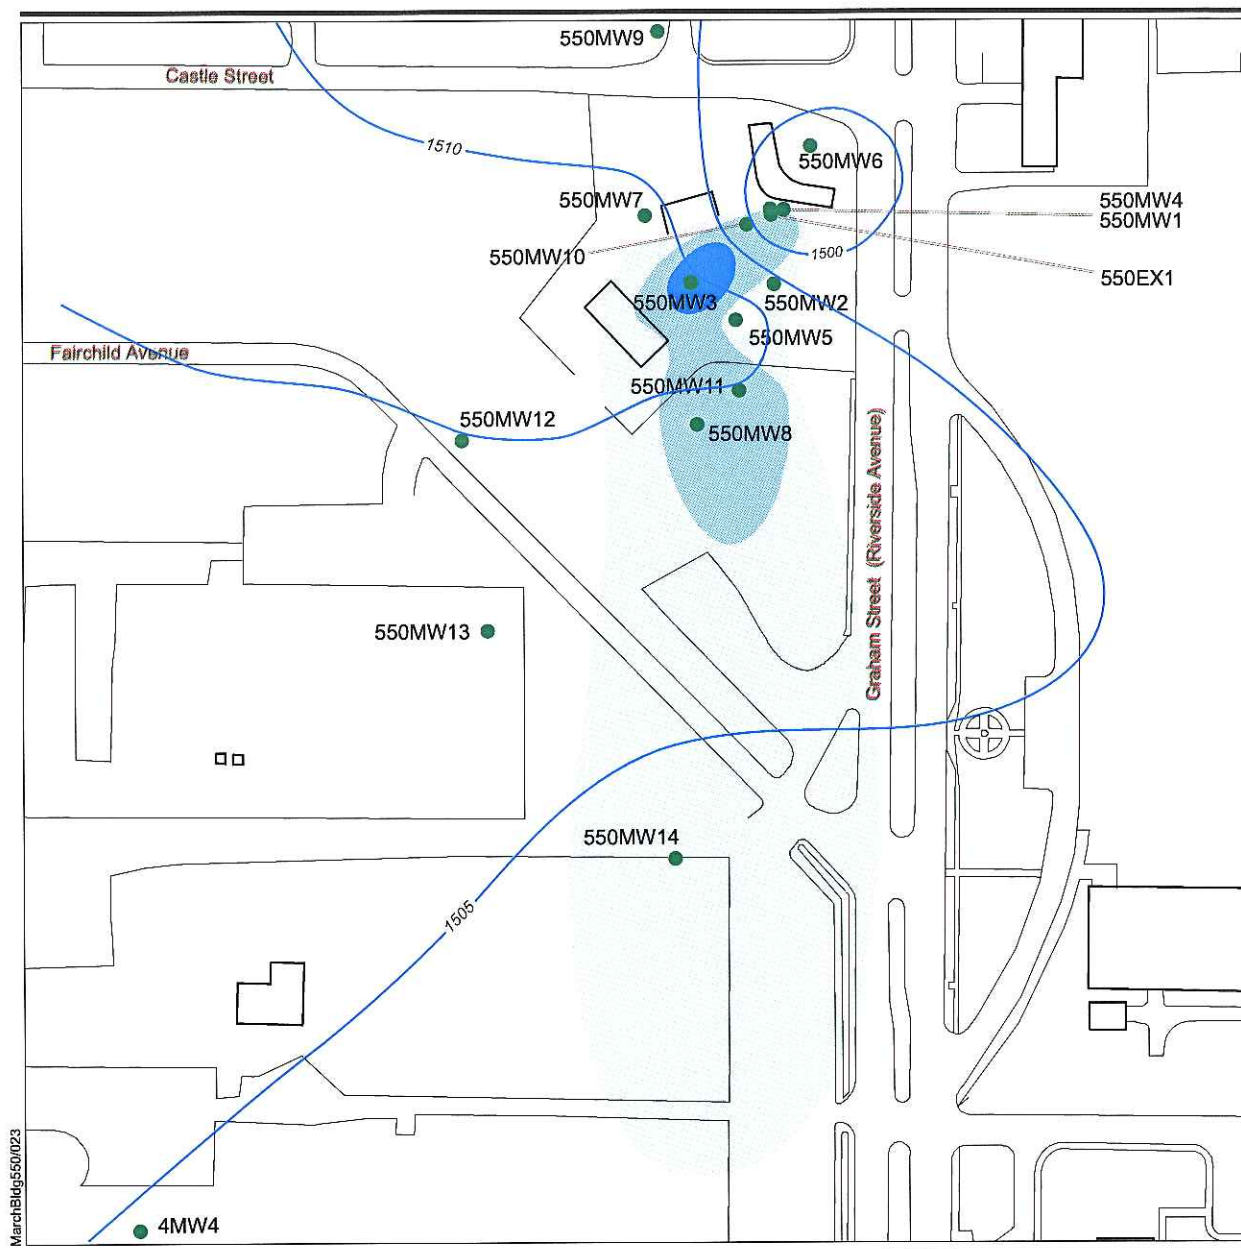 550MW9
Castle Street
1510
550MW6
550MW7
550MW4
550MW1
550MW10
1500
550EX1
550MW3
550MW2
550MW5
Fairchild Avenue
550MW11
550MW12
550MW8
Graham Street (Riverside Avenue)
550MW13
550MW14
1505
MarchBldg550/023
4MW4